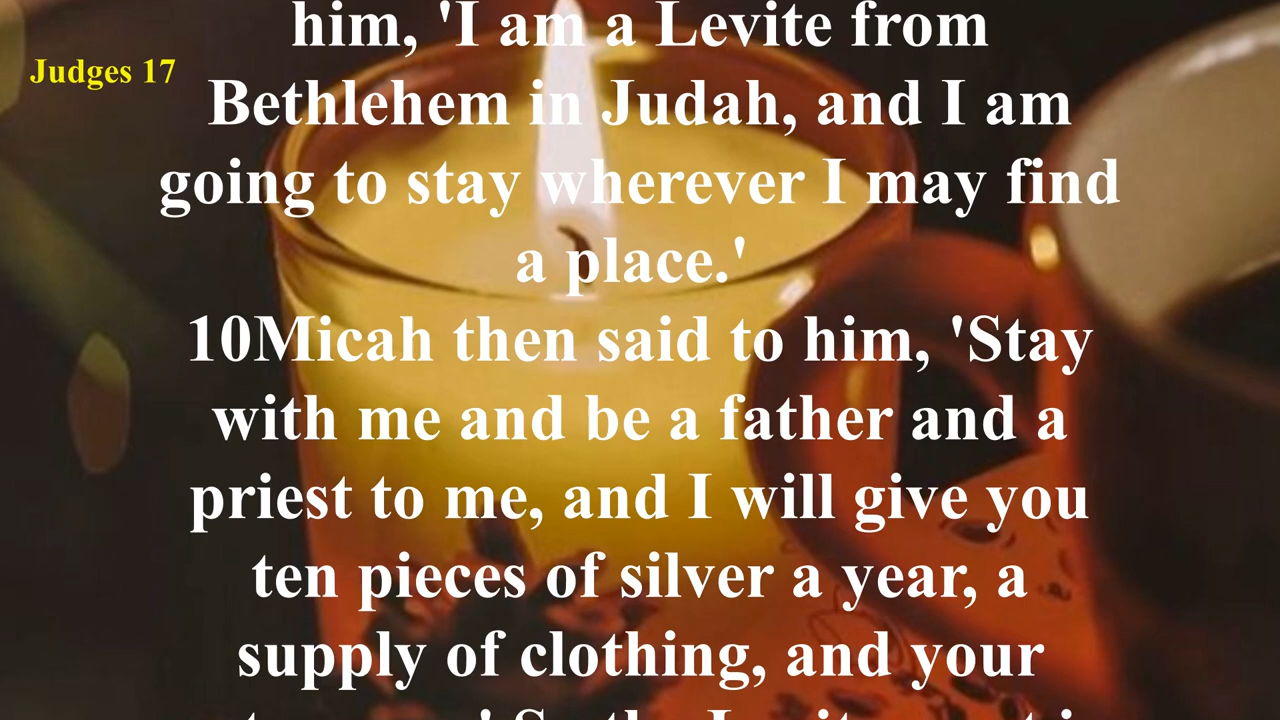 him, 'I am a Levite from
Judges 17
Bethlehem in Judah, and I am
going to stay wherever I may find
a place.'
10Micah then said to him, 'Stay
with me and be a father and a
priest to me, and I will give you
ten pieces of silver a year, a
supply of clothing, and your